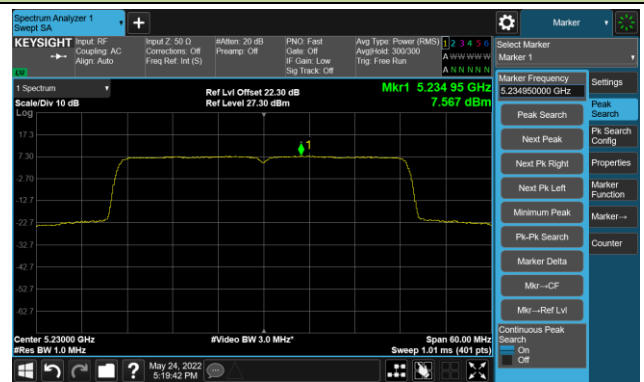 Spectrum Analyzer 1
Swept SA
Marker
KEYSIGHT
Input: RF
Coupling: AC
Align: Auto
Input Z: 50 Ω
Corrections: Off
Freq Ref: Int (S)
#Atten: 20 dB
Preamp: Off
PNO: Fast
Gate: Off
IF Gain: Low
Sig Track: Off
Avg Type: Power (RMS)
Avg|Hold: 300/300
Trig: Free Run
1 2 3 4 5 6
A W W W W W
A N N N N N
LW
1 Spectrum
Scale/Div 10 dB
Log
Ref Lvl Offset 22.30 dB
Ref Level 27.30 dBm
Mkr1 5.234 95 GHz
7.567 dBm
1
17.3
7.30
-2.70
-12.7
-22.7
-32.7
-42.7
-52.7
-62.7
Center 5.23000 GHz
#Res BW 1.0 MHz
#Video BW 3.0 MHz*
Span 60.00 MHz
Sweep 1.01 ms (401 pts)
May 24, 2022
5:19:42 PM
Select Marker
Marker 1
Marker Frequency
5.234950000 GHz
Peak Search
Next Peak
Next Pk Right
Next Pk Left
Minimum Peak
Pk-Pk Search
Marker Delta
Mkr→CF
Mkr→Ref Lvl
Continuous Peak
Search
On
Off
Settings
Peak
Search
Pk Search
Config
Properties
Marker
Function
Marker→
Counter